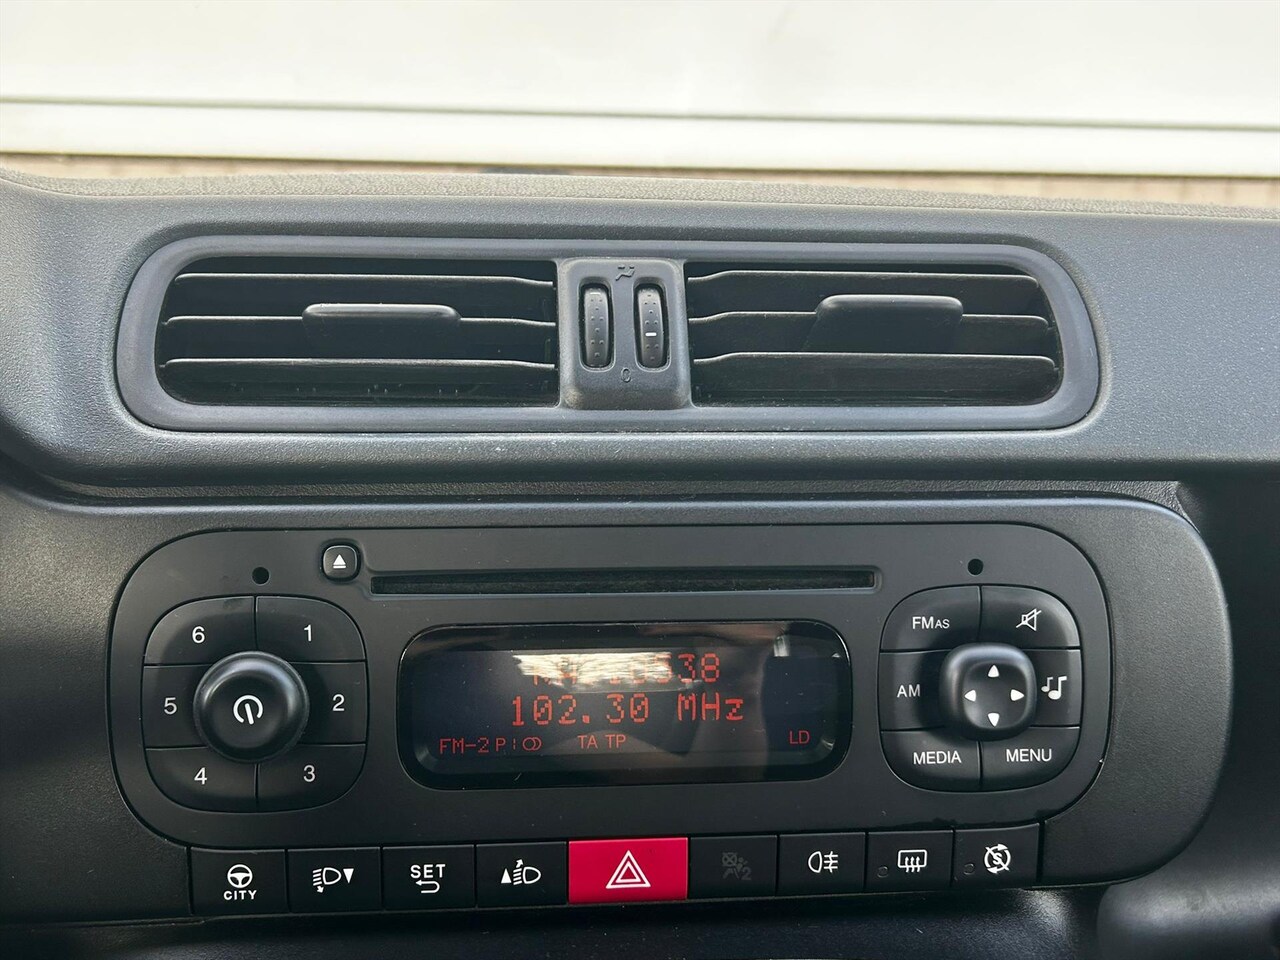 6 1
5 2
4 3
FMAS
AM
MEDIA MENU
102.30 MHz
FM-2 P I TA TP LD
CITY
SET
2